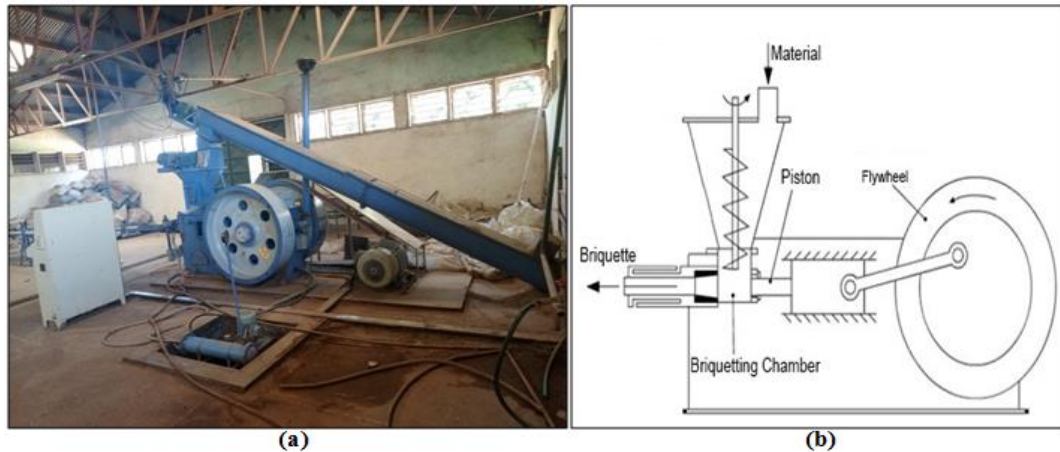 Material
Piston
Flywheel
Briquette
Briquetting Chamber
(a)
(b)